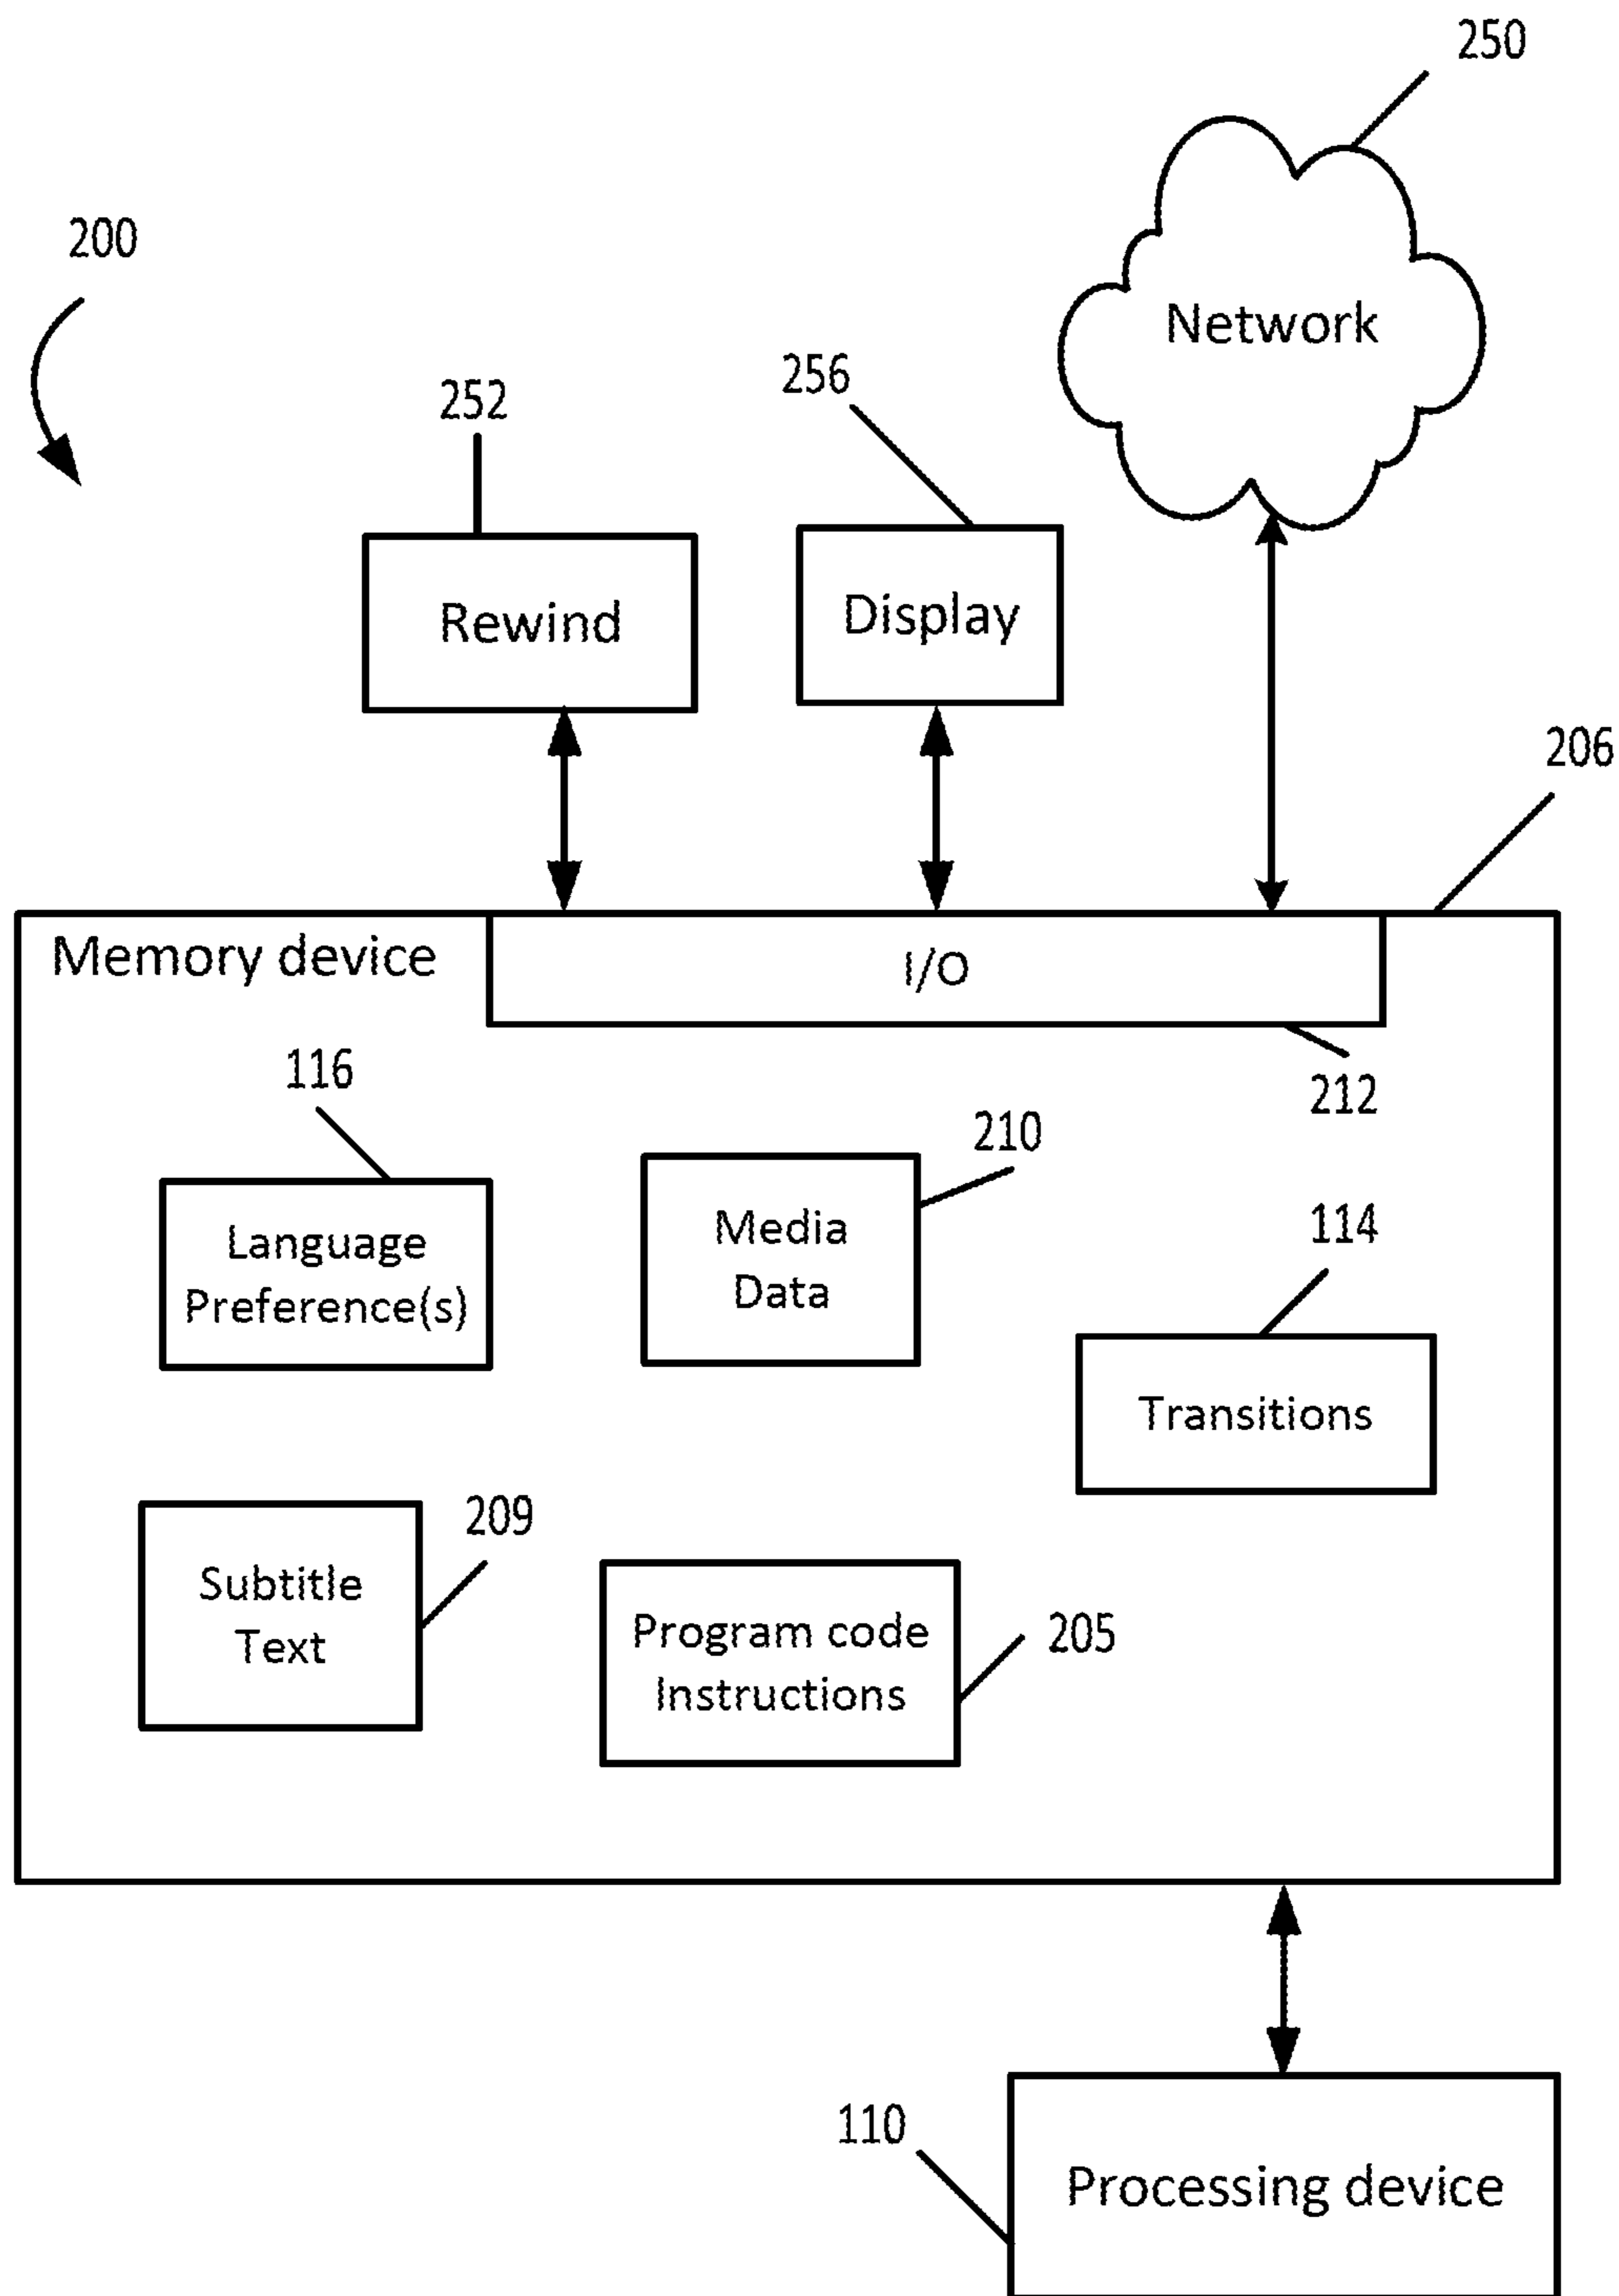 250
200
Network
256
252
Rewind
Display
206
Memory device
I/O
212
116
210
Language
Preference(s)
Media
Data
114
Transitions
209
Subtitle
Text
Program code
Instructions
205
110
Processing device